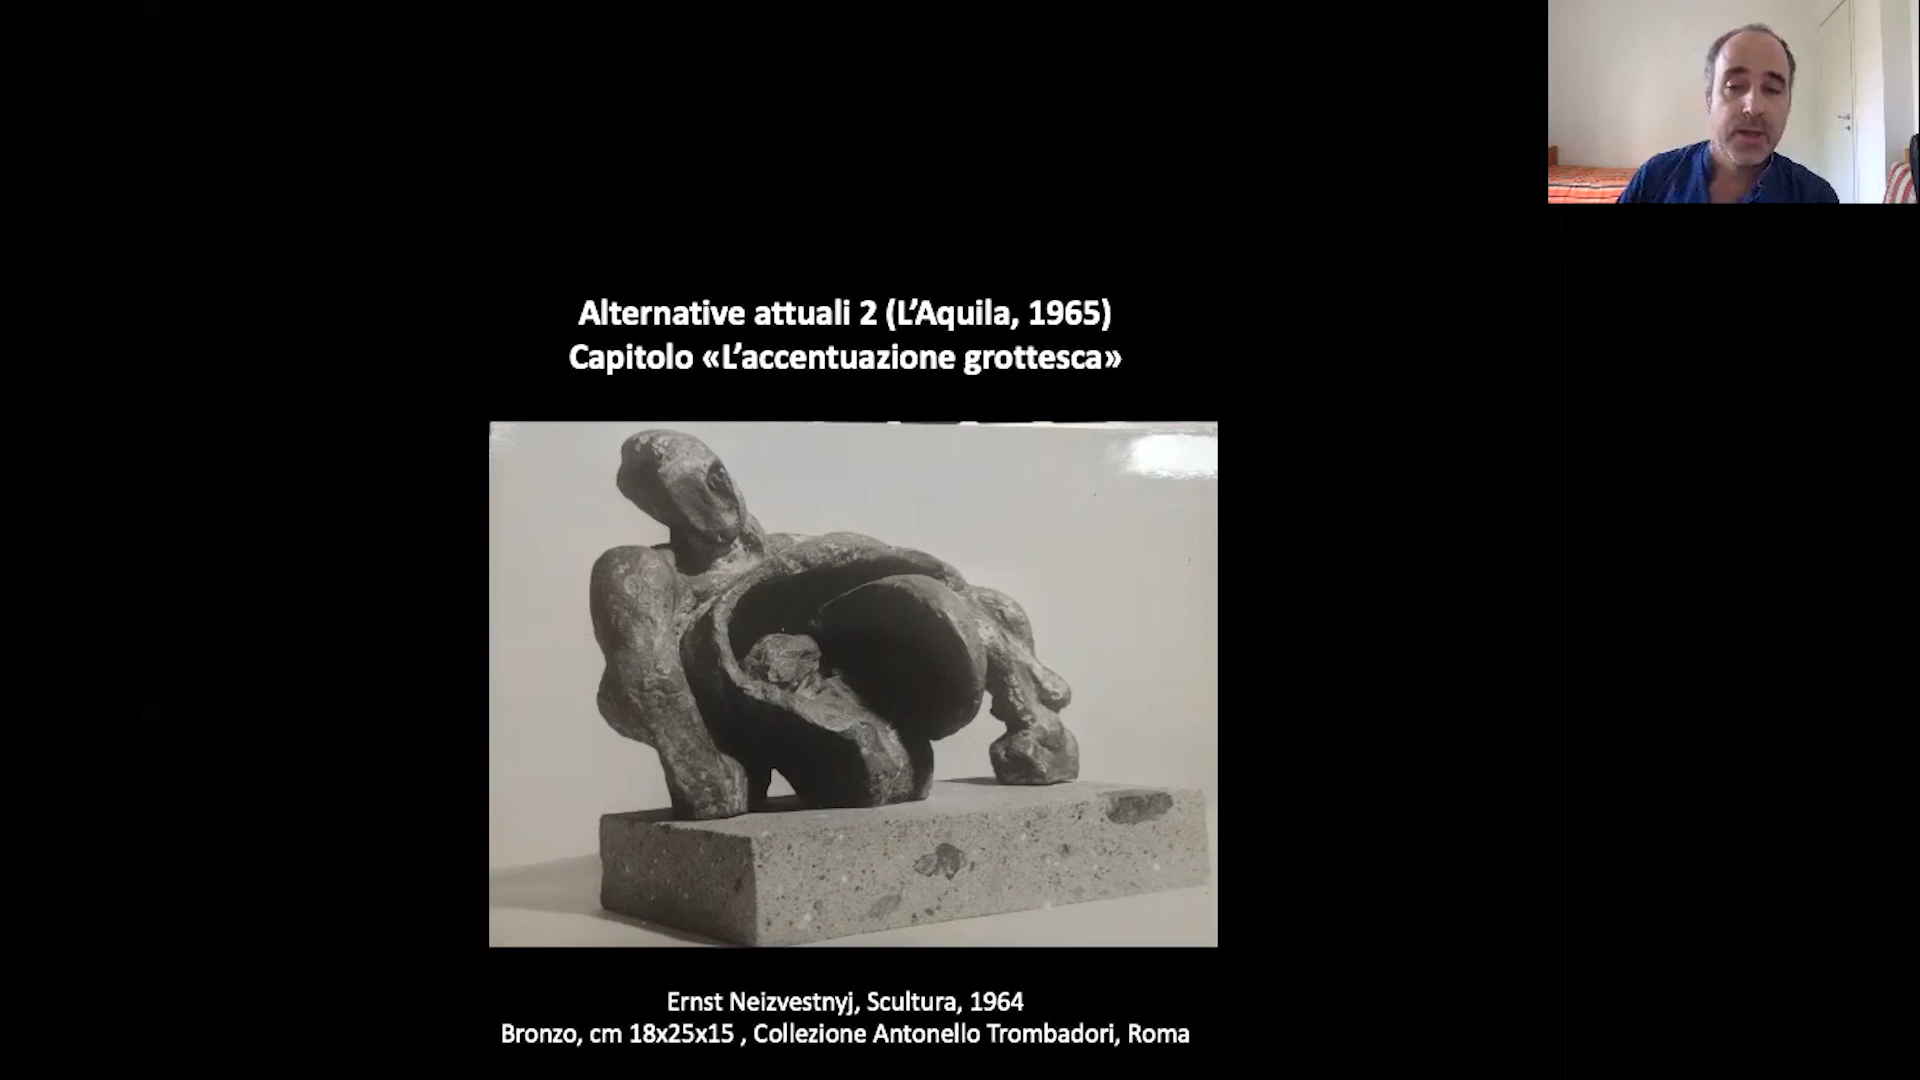 Alternative attuali 2 (L’Aquila, 1965)
Capitolo «L’accentuazione grottesca»
Ernst Neizvestnyj, Scultura, 1964
Bronzo, cm 18x25x15 , Collezione Antonello Trombadori, Roma